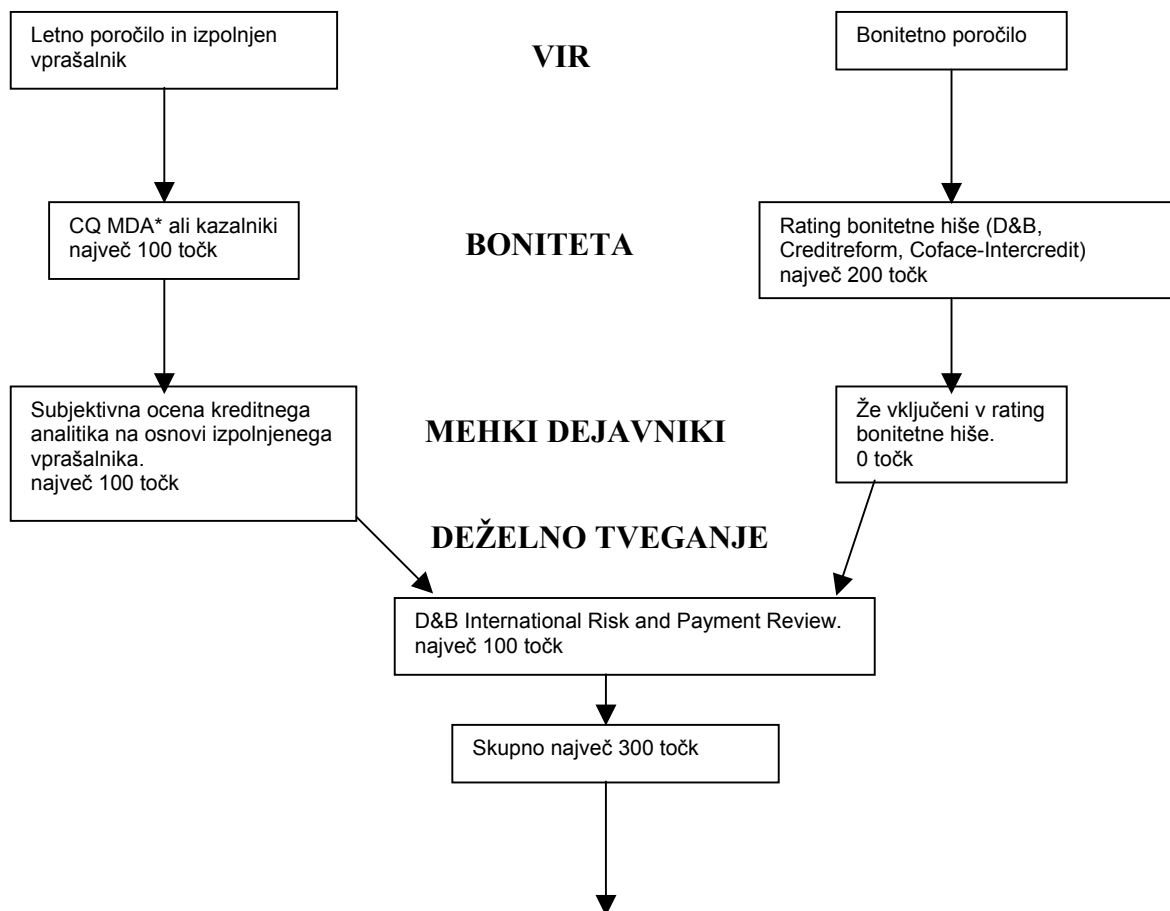 Letno poročilo in izpolnjen
vprašalnik
VIR
Bonitetno poročilo
CQ MDA* ali kazalniki
največ 100 točk
BONITETA
Rating bonitetne hiše (D&B,
Creditreform, Coface-Intercredit)
največ 200 točk
Subjektivna ocena kreditnega
analitika na osnovi izpolnjenega
vprašalnika.
največ 100 točk
MEHKI DEJAVNIKI
Že vključeni v rating
bonitetne hiše.
0 točk
DEŽELNO TVEGANJE
D&B International Risk and Payment Review.
največ 100 točk
Skupno največ 300 točk